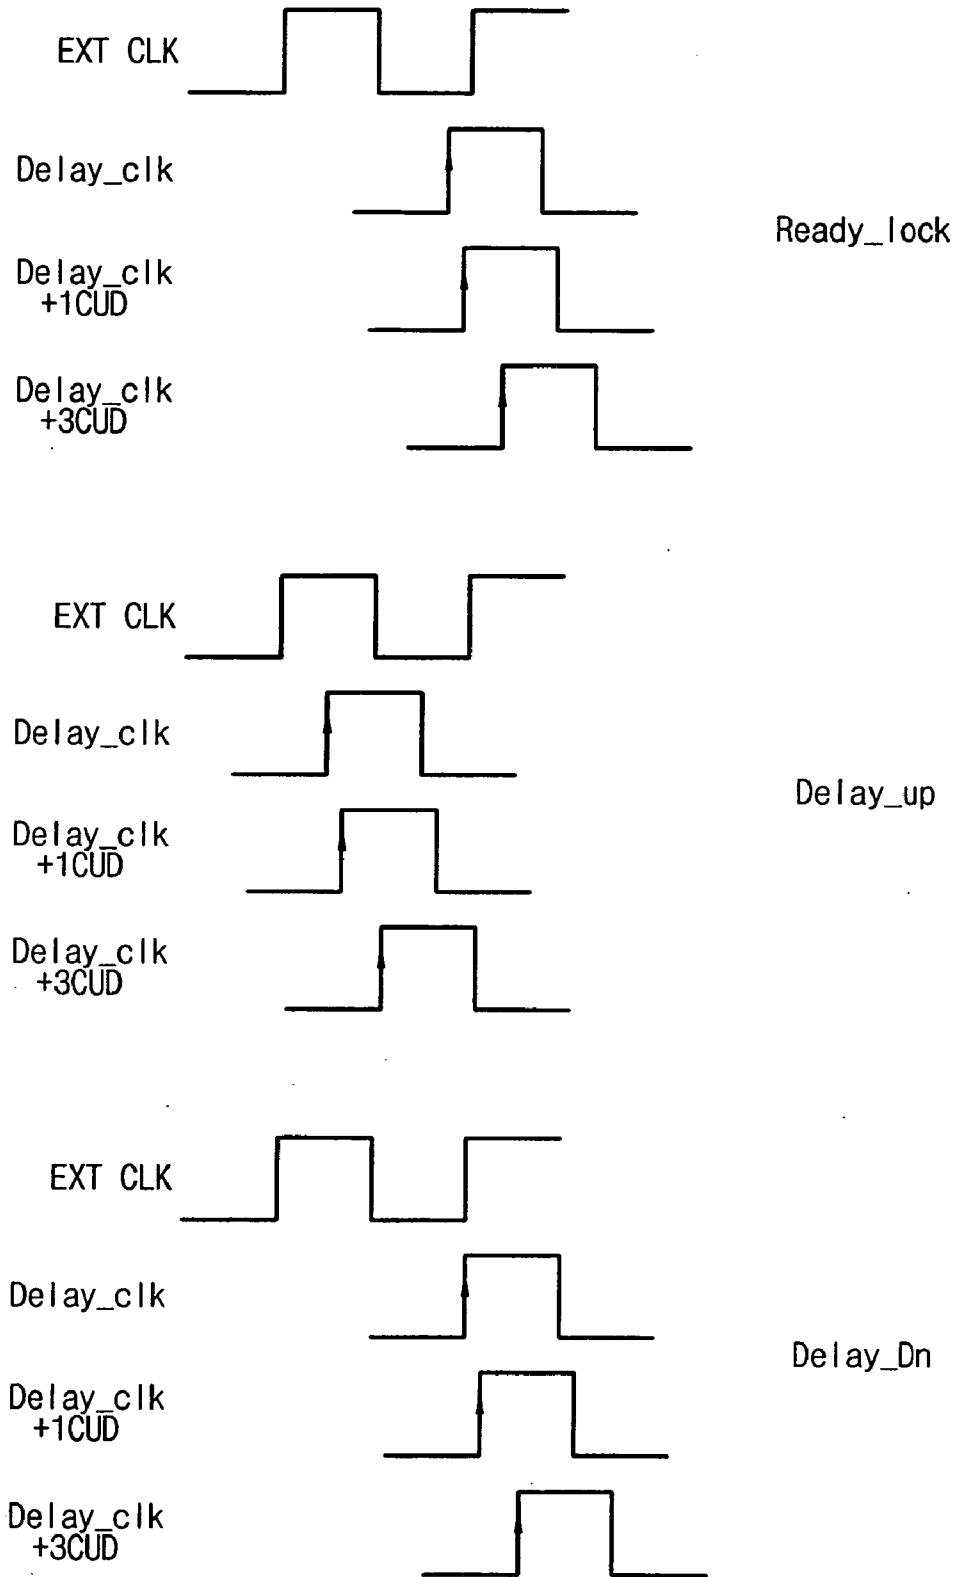 EXT CLK
Delay_clk
Ready_lock
Delay_clk
+1CUD
Delay_clk
+3CUD
EXT CLK
Delay_clk
Delay_up
Delay_clk
+1CUD
Delay_clk
+3CUD
EXT CLK
Delay_clk
Delay_Dn
Delay_clk
+1CUD
Delay_clk
+3CUD